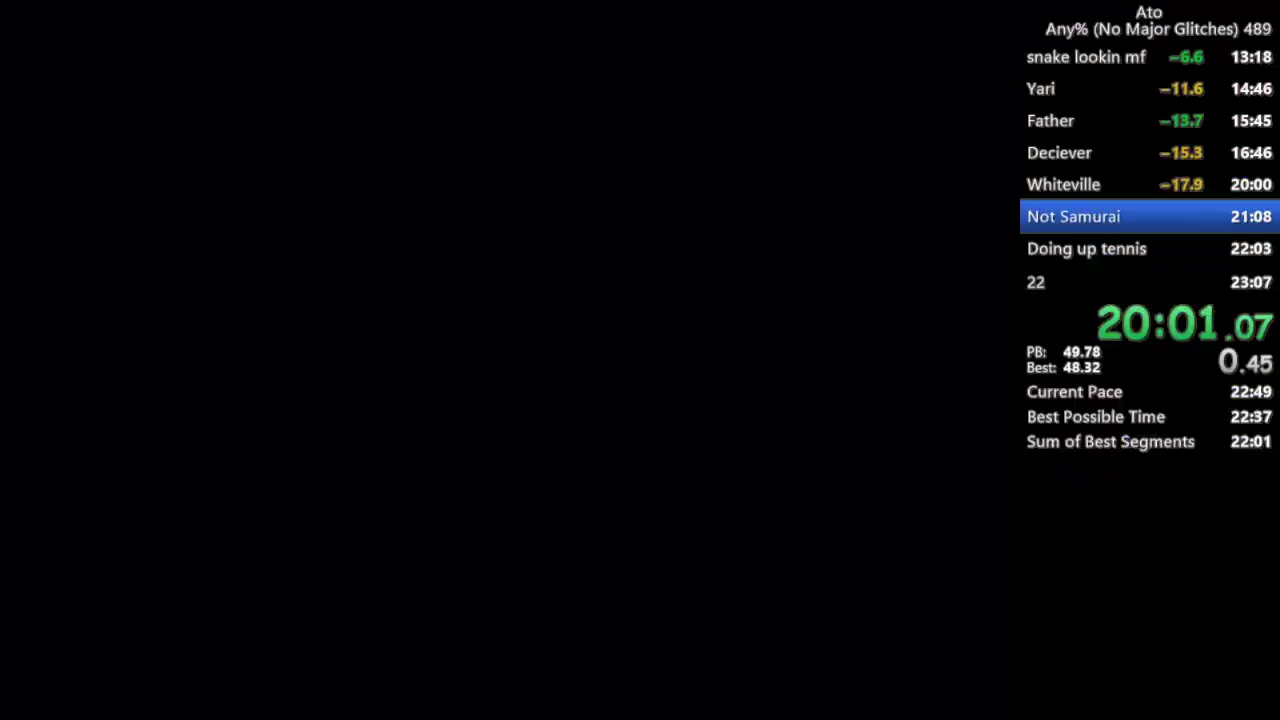 Ato
Any% (No Major Glitches) 489
snake lookin mf −6.6 13:18
Yari −11.6 14:46
Father −13.7 15:45
Deciever −15.3 16:46
Whiteville −17.9 20:00
Not Samurai 21:08
Doing up tennis 22:03
22 23:07
20:01.07
PB: 49.78
Best: 48.32
0.45
Current Pace 22:49
Best Possible Time 22:37
Sum of Best Segments 22:01